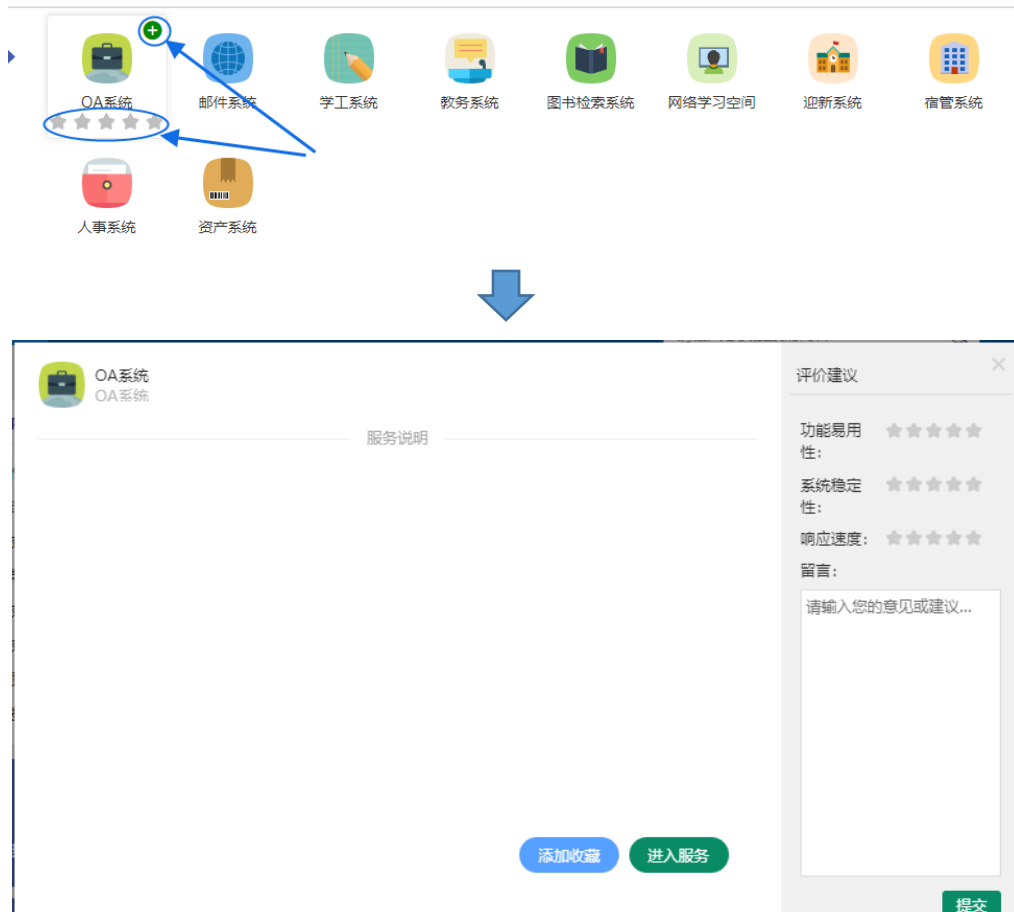 OA系统 邮件系统 学工系统 教务系统 图书检索系统 网络学习空间 迎新系统 宿管系统
人事系统 资产系统
OA系统
OA系统
服务说明
添加收藏 进入服务
评价建议
功能易用
性:
系统稳定
性:
响应速度:
留言:
请输入您的意见或建议...
提交